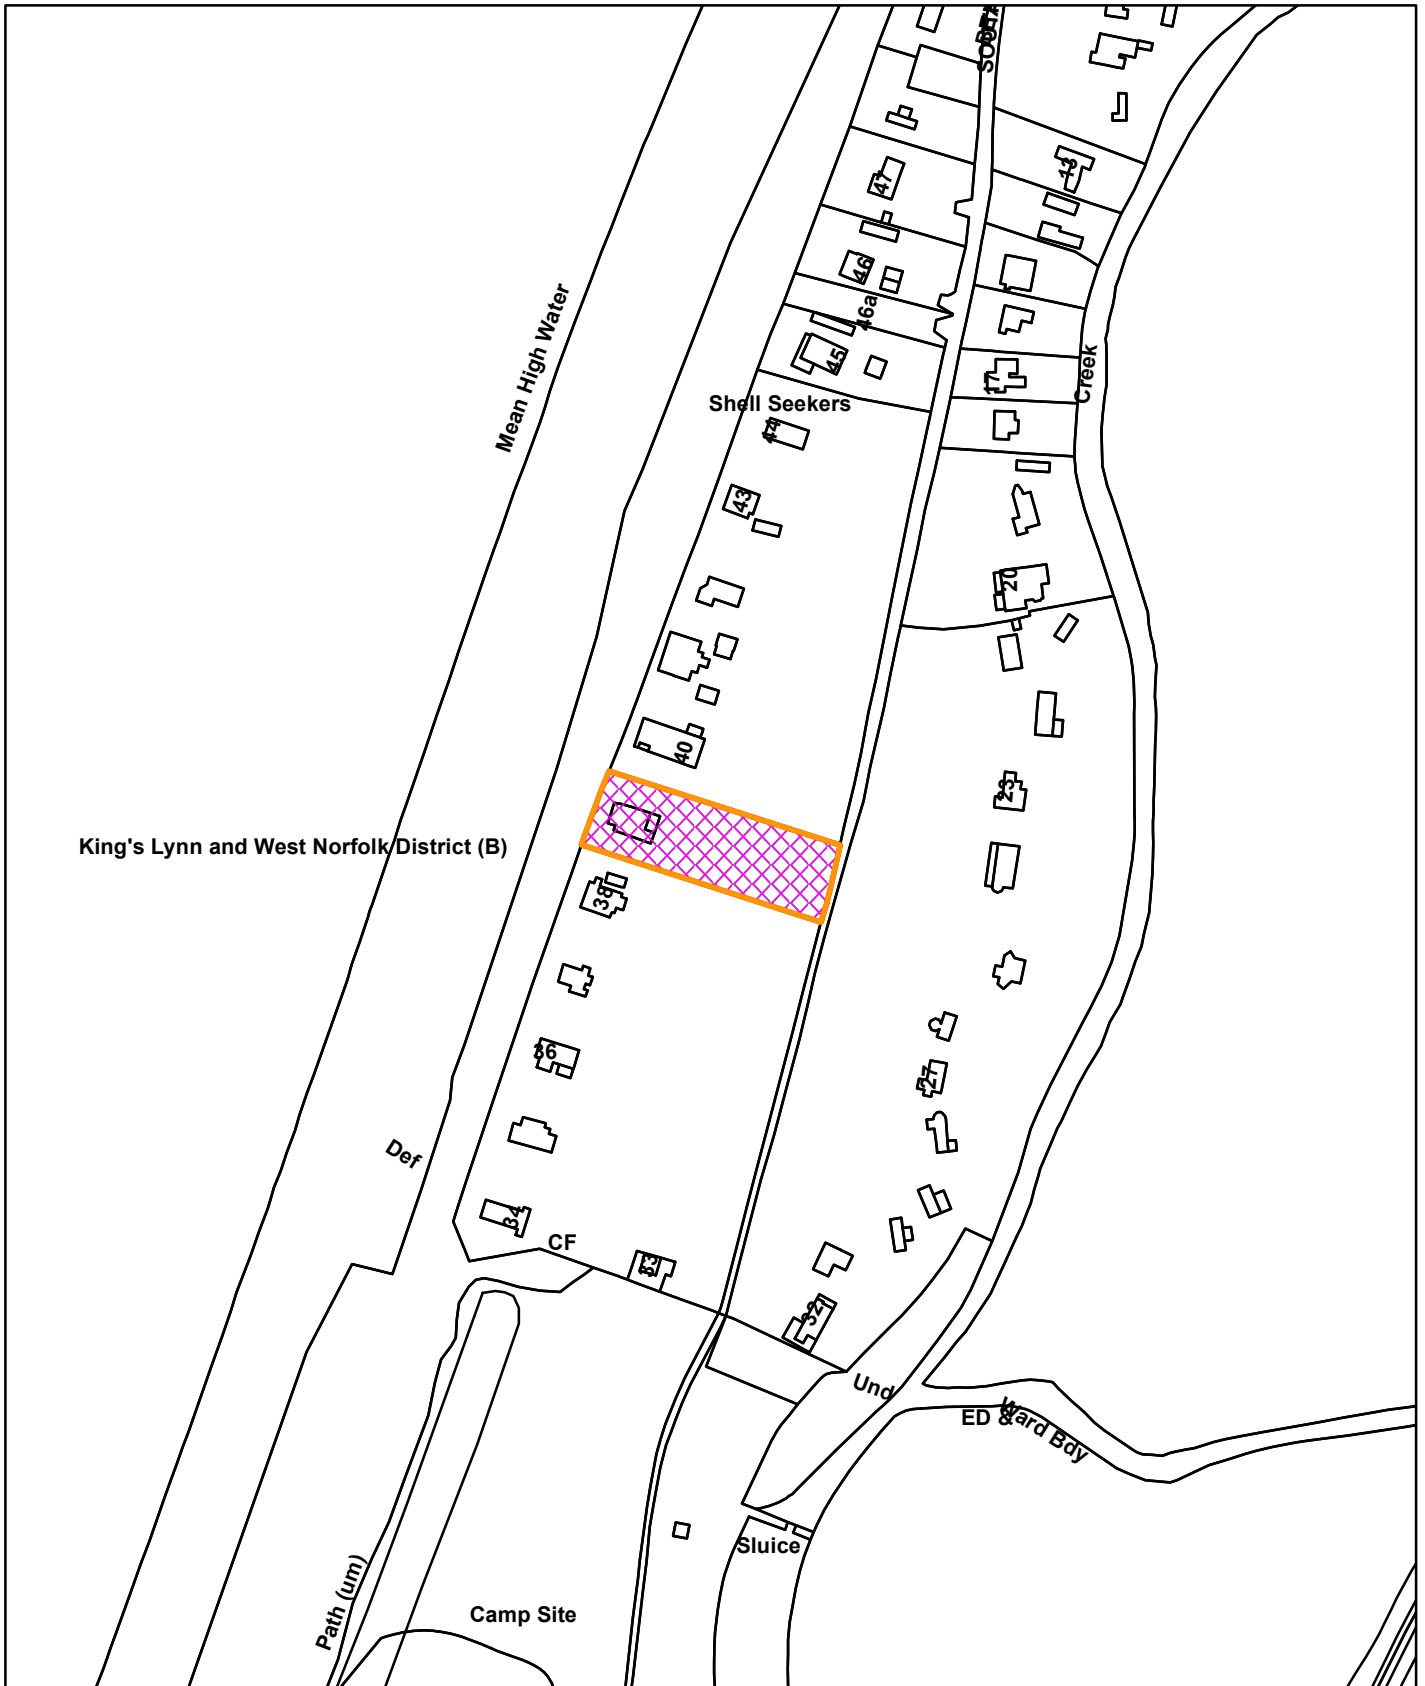 SOUTH
13
47
46
46a
45
Mean High Water
Creek
17
Shell Seekers
44
43
20
40
23
King's Lynn and West Norfolk District (B)
38
36
27
Def
34
CF
33
32
Und
ED &
Ward Bdy
Sluice
Path (um)
Camp Site